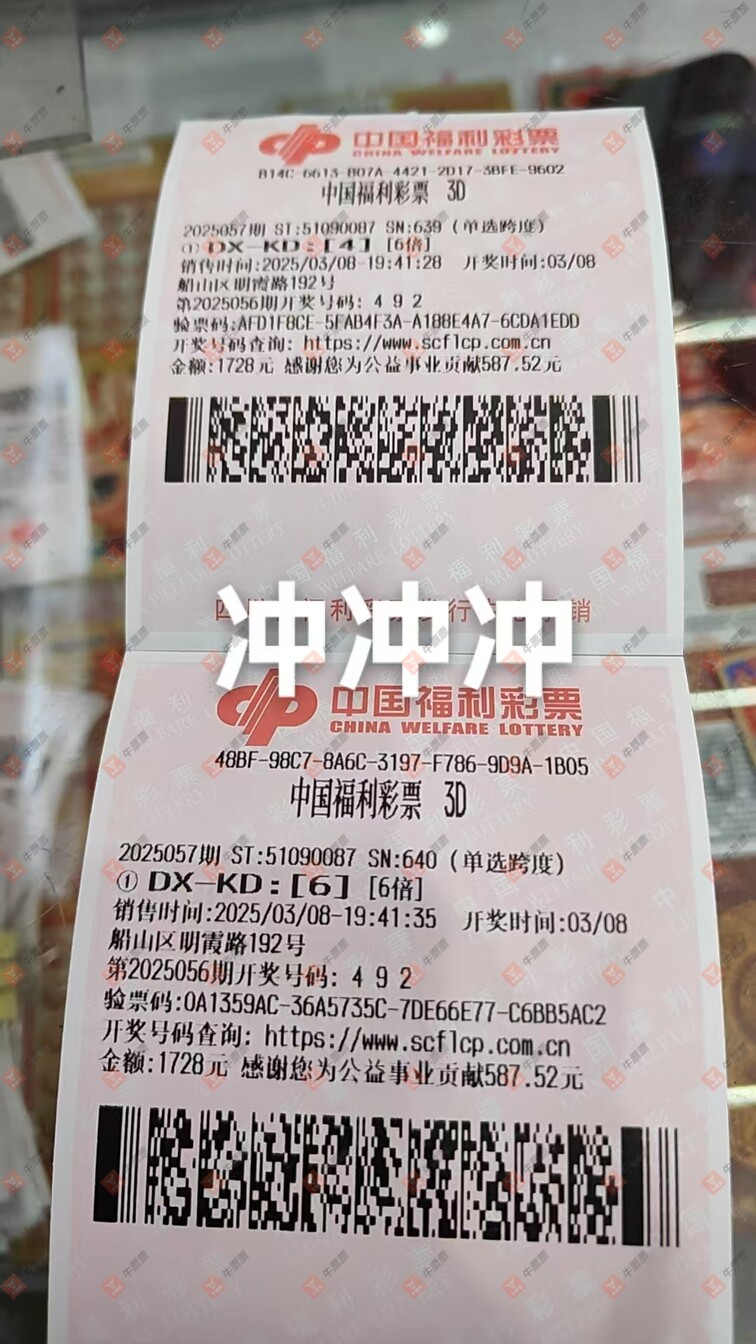 中国福利彩票
CHINA WELFARE LOTTERY
814C-6613-B07A-4421-2D17-3BFE-9602
中国福利彩票 3D
2025057期 ST:51090087 SN:639 (单选跨度)
① DX-KD:[4] [6倍]
销售时间:2025/03/08-19:41:28 开奖时间:03/08
船山区明霞路192号
第2025056期开奖号码: 4 9 2
验票码:AFD1F8CE-5FAB4F3A-A188E4A7-6CDA1EDD
开奖号码查询: https://www.scflcp.com.cn
金额:1728元 感谢您为公益事业贡献587.52元
冲冲冲
中国福利彩票
CHINA WELFARE LOTTERY
48BF-98C7-8A6C-3197-F786-9D9A-1B05
中国福利彩票 3D
2025057期 ST:51090087 SN:640 (单选跨度)
① DX-KD:[6] [6倍]
销售时间:2025/03/08-19:41:35 开奖时间:03/08
船山区明霞路192号
第2025056期开奖号码: 4 9 2
验票码:0A1359AC-36A5735C-7DE66E77-C6BB5AC2
开奖号码查询: https://www.scflcp.com.cn
金额:1728元 感谢您为公益事业贡献587.52元